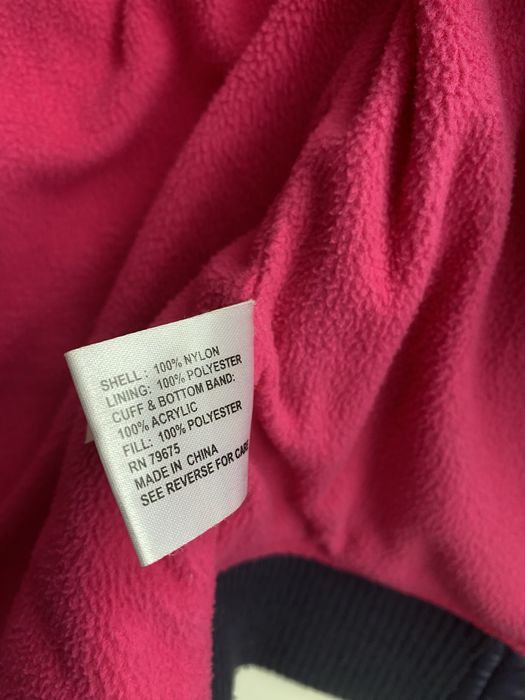 SHELL: 100% NYLON
LINING: 100% POLYESTER
CUFF & BOTTOM BAND:
100% ACRYLIC
FILL: 100% POLYESTER
RN 79675
MADE IN CHINA
SEE REVERSE FOR CARE